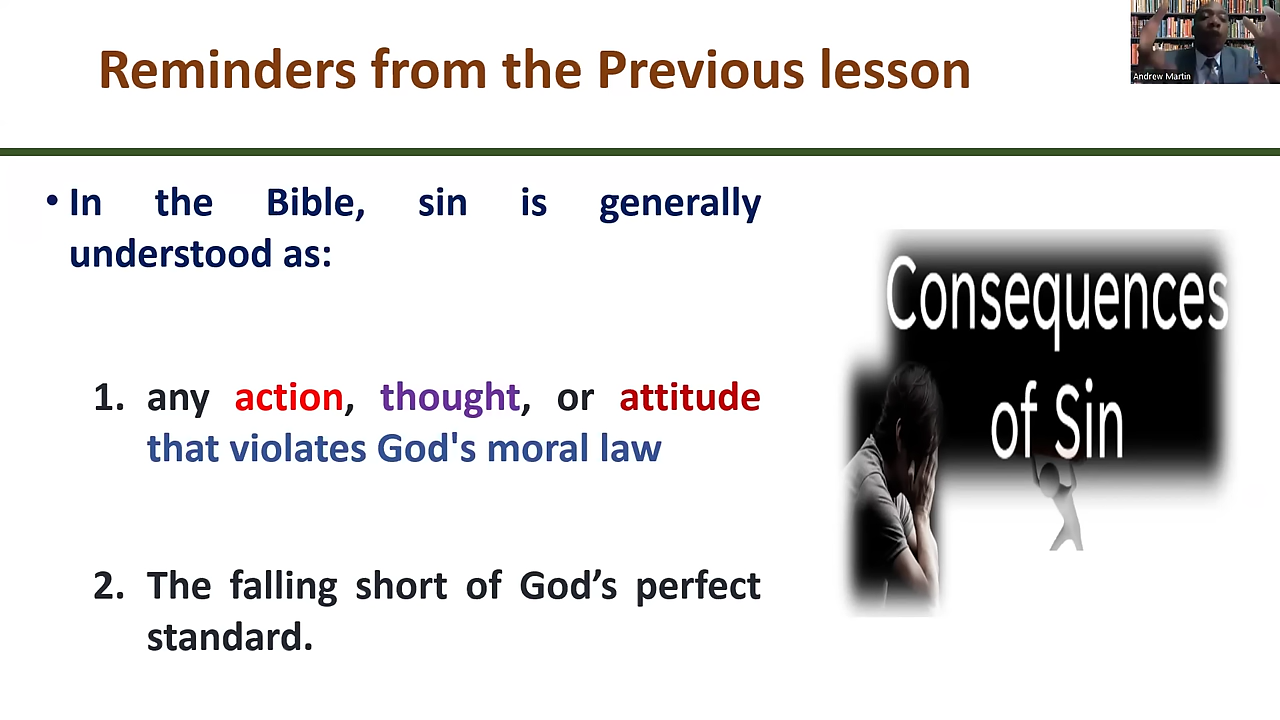 Reminders from the Previous lesson
Andrew Martin
• In the Bible, sin is generally
understood as:
1. any action, thought, or attitude
that violates God's moral law
2. The falling short of God’s perfect
standard.
Consequences
of Sin